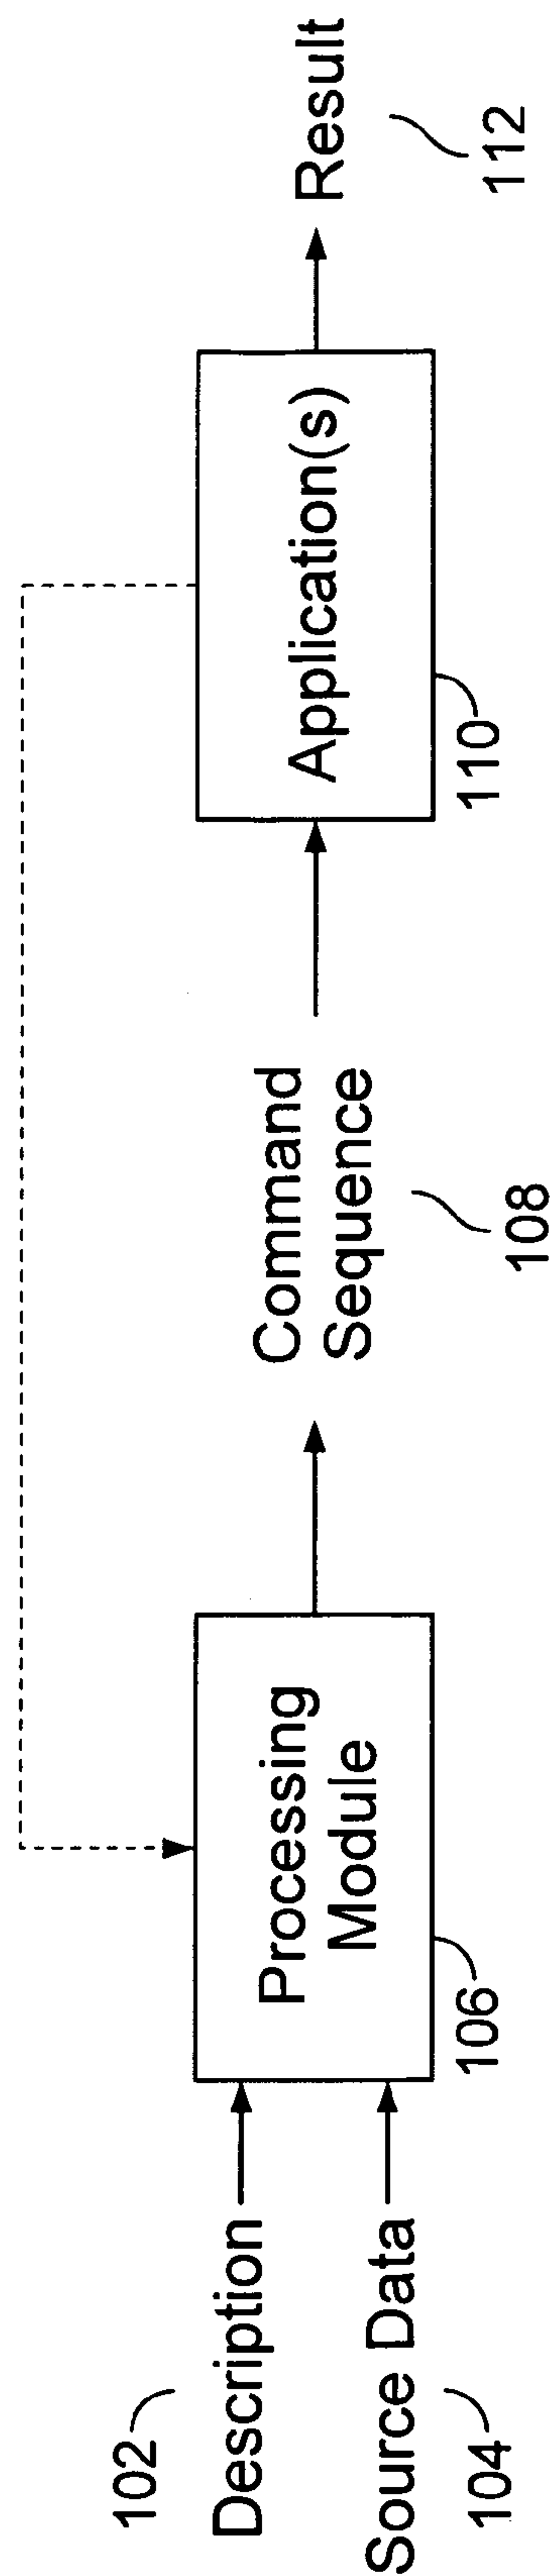 102
Description
Source Data
104
Processing
Module
106
Command
Sequence
108
Application(s)
110
Result
112